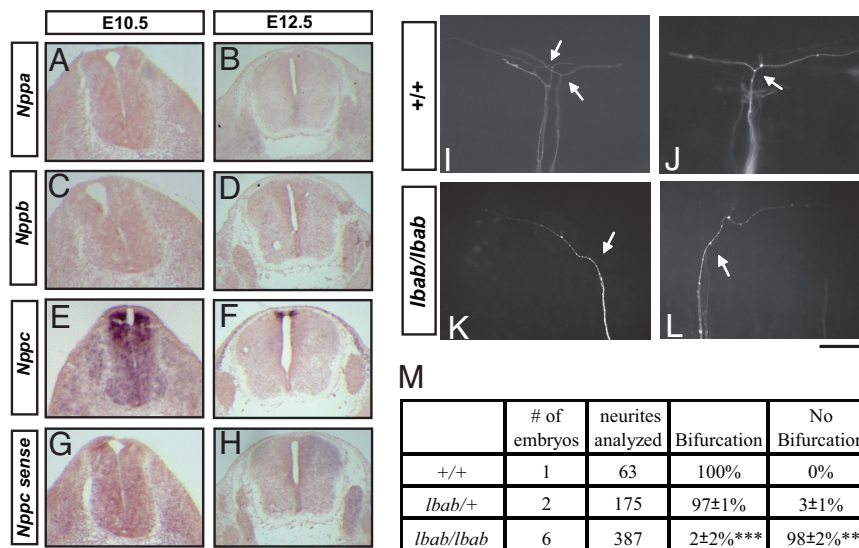 E10.5 E12.5
Nppa
A B
Nppb
C D
Nppc
E F
Nppc sense
G H
+/+
I J
lbab/lbab
K L
M
# of embryos neurites analyzed Bifurcation No Bifurcation
+/+ 1 63 100% 0%
lbab/+ 2 175 97±1% 3±1%
lbab/lbab 6 387 2±2%*** 98±2%**